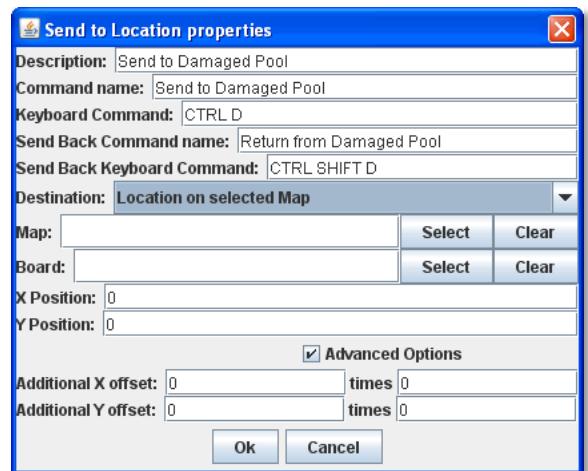 Send to Location properties
Description: Send to Damaged Pool
Command name: Send to Damaged Pool
Keyboard Command: CTRL D
Send Back Command name: Return from Damaged Pool
Send Back Keyboard Command: CTRL SHIFT D
Destination: Location on selected Map
Map: Select Clear
Board: Select Clear
X Position: 0
Y Position: 0
Advanced Options
Additional X offset: 0 times 0
Additional Y offset: 0 times 0
Ok Cancel